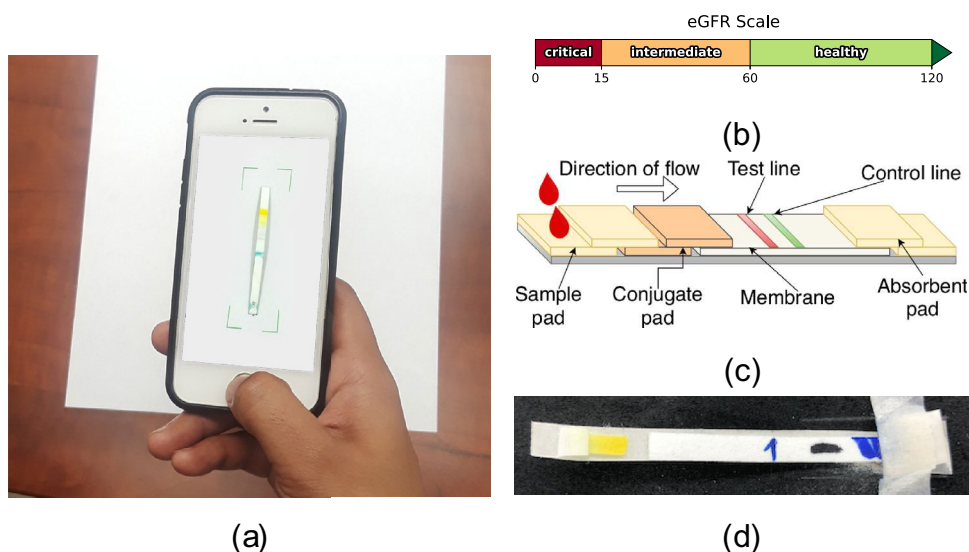 eGFR Scale
critical intermediate healthy
0 15 60 120
(b)
Direction of flow
Test line
Control line
Sample
pad
Conjugate
pad
Membrane
Absorbent
pad
(c)
1
(a)
(d)